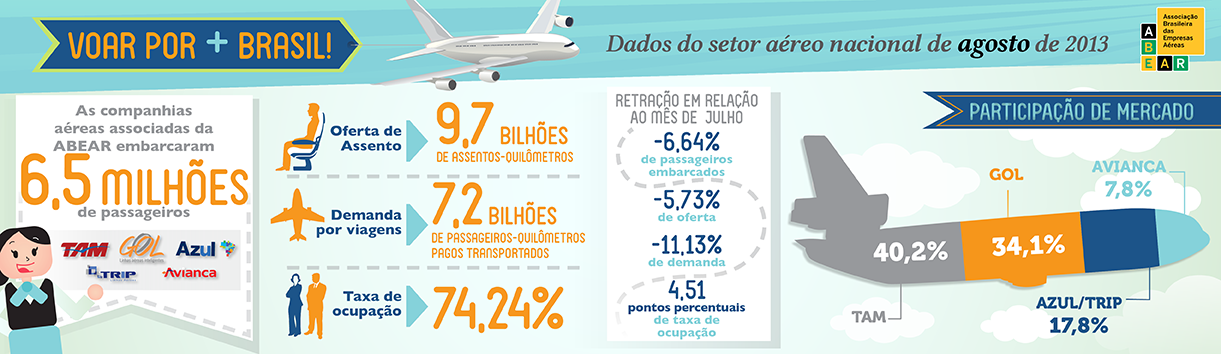 VOAR POR + BRASIL!
Dados do setor aéreo nacional de agosto de 2013
Associação
Brasileira
das
Empresas
Aéreas
A
B
EAR
As companhias
aéreas associadas da
ABEAR embarcaram
6,5 MILHÕES
de passageiros
TAM
GOL
Linhas aéreas inteligentes
Azul
TRIP
Avianca
Oferta de
Assento
9,7 BILHÕES
DE ASSENTOS-QUILÔMETROS
Demanda
por viagens
7,2 BILHÕES
DE PASSAGEIROS-QUILÔMETROS
PAGOS TRANSPORTADOS
Taxa de
ocupação
74,24%
RETRAÇÃO EM RELAÇÃO
AO MÊS DE JULHO
-6,64%
de passageiros
embarcados
-5,73%
de oferta
-11,13%
de demanda
4,51
pontos percentuais
de taxa de
ocupação
PARTICIPAÇÃO DE MERCADO
AVIANCA
7,8%
GOL
40,2%
34,1%
TAM
AZUL/TRIP
17,8%